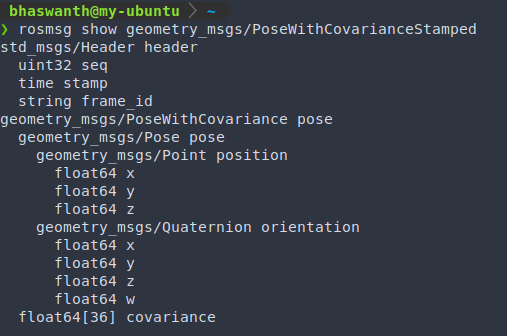 bhaswanth@my-ubuntu ~
❯ rosmsg show geometry_msgs/PoseWithCovarianceStamped
std_msgs/Header header
  uint32 seq
  time stamp
  string frame_id
geometry_msgs/PoseWithCovariance pose
  geometry_msgs/Pose pose
    geometry_msgs/Point position
      float64 x
      float64 y
      float64 z
    geometry_msgs/Quaternion orientation
      float64 x
      float64 y
      float64 z
      float64 w
  float64[36] covariance